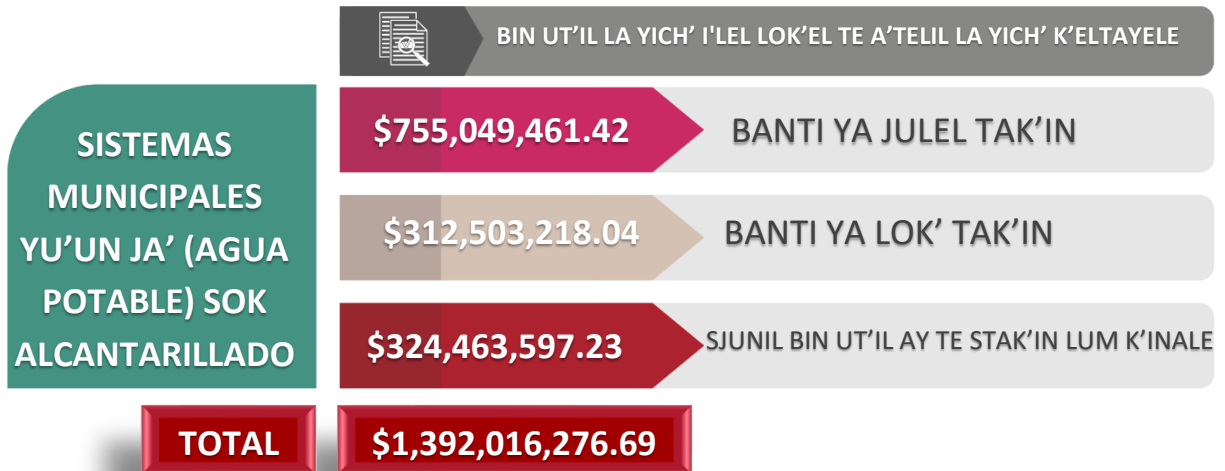 BIN UT’IL LA YICH’ I'LEL LOK’EL TE A’TELIL LA YICH’ K’ELTAYELE
SISTEMAS
MUNICIPALES
YU’UN JA’ (AGUA
POTABLE) SOK
ALCANTARILLADO
$755,049,461.42
BANTI YA JULEL TAK’IN
$312,503,218.04
BANTI YA LOK’ TAK’IN
$324,463,597.23
SJUNIL BIN UT’IL AY TE STAK’IN LUM K’INALE
TOTAL
$1,392,016,276.69